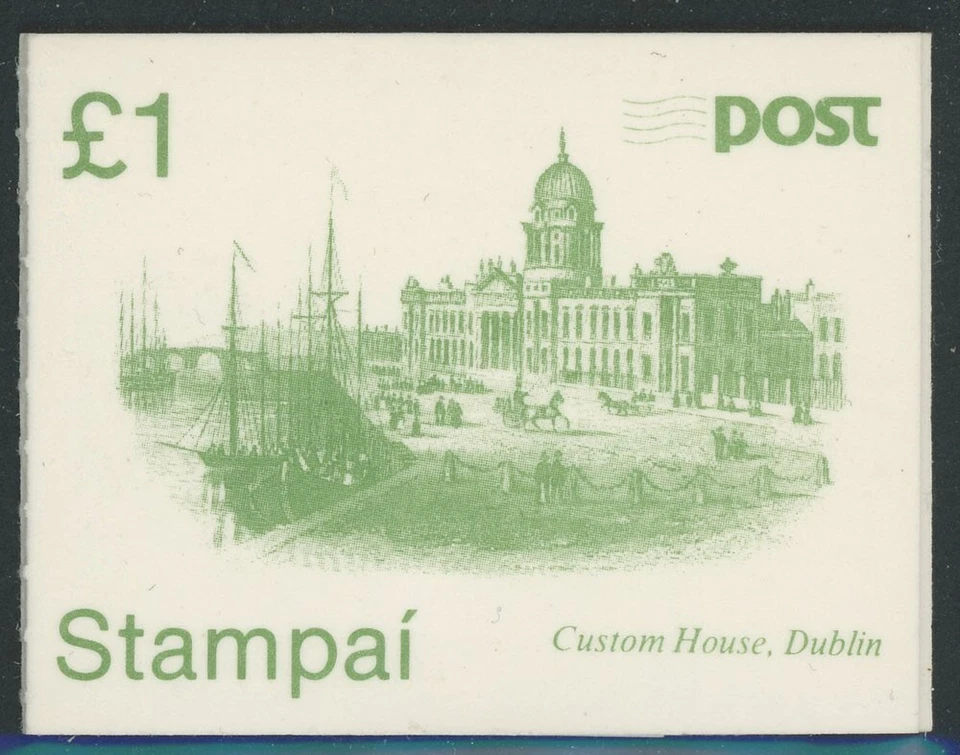 £1
post
Stampaí
Custom House, Dublin